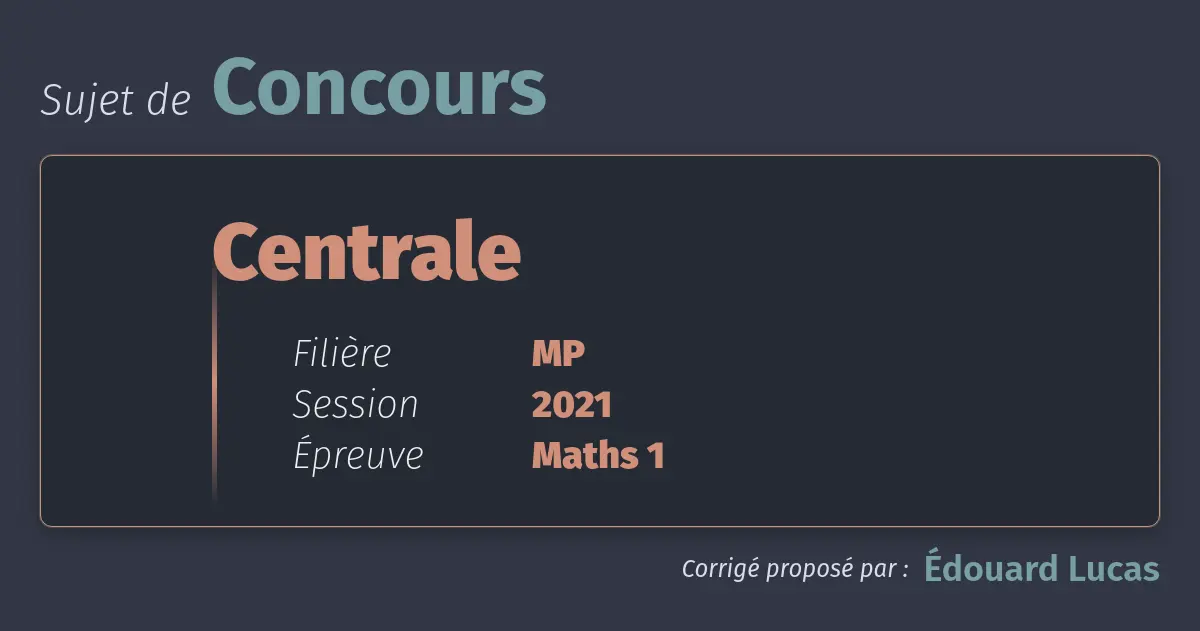 Sujet de Concours
Centrale
Filière MP
Session 2021
Épreuve Maths 1
Corrigé proposé par : Édouard Lucas